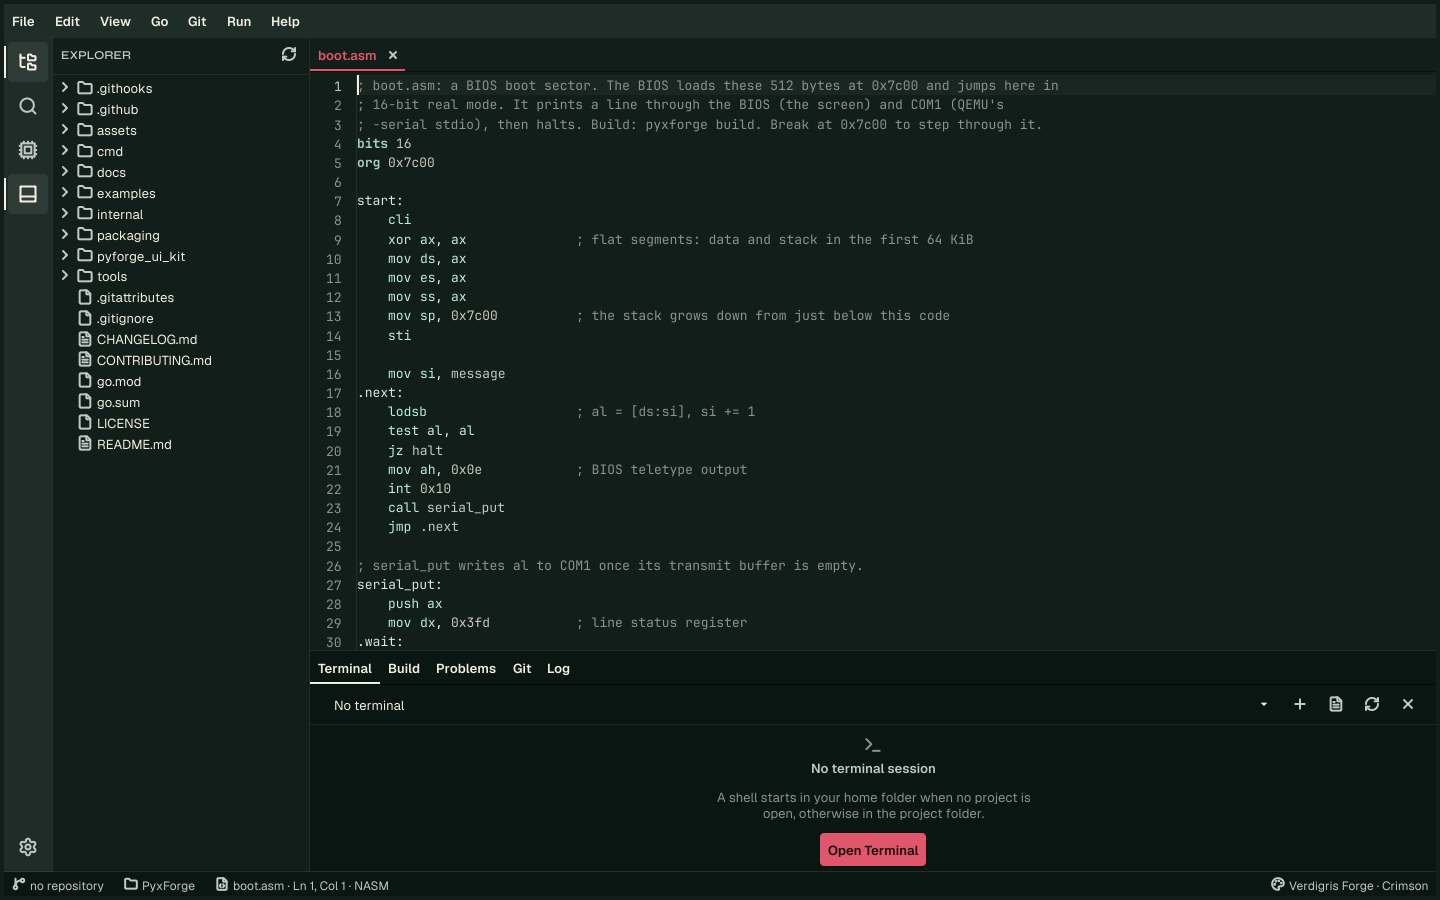 File Edit View Go Git Run Help
EXPLORER
boot.asm
.githooks
.github
assets
cmd
docs
examples
internal
packaging
pyforge_ui_kit
tools
.gitattributes
.gitignore
CHANGELOG.md
CONTRIBUTING.md
go.mod
go.sum
LICENSE
README.md
1 ; boot.asm: a BIOS boot sector. The BIOS loads these 512 bytes at 0x7c00 and jumps here in
2 ; 16-bit real mode. It prints a line through the BIOS (the screen) and COM1 (QEMU's
3 ; -serial stdio), then halts. Build: pyxforge build. Break at 0x7c00 to step through it.
4 bits 16
5 org 0x7c00
6
7 start:
8     cli
9     xor ax, ax              ; flat segments: data and stack in the first 64 KiB
10     mov ds, ax
11     mov es, ax
12     mov ss, ax
13     mov sp, 0x7c00          ; the stack grows down from just below this code
14     sti
15
16     mov si, message
17 .next:
18     lodsb                   ; al = [ds:si], si += 1
19     test al, al
20     jz halt
21     mov ah, 0x0e            ; BIOS teletype output
22     int 0x10
23     call serial_put
24     jmp .next
25
26 ; serial_put writes al to COM1 once its transmit buffer is empty.
27 serial_put:
28     push ax
29     mov dx, 0x3fd           ; line status register
30 .wait:
Terminal Build Problems Git Log
No terminal
No terminal session
A shell starts in your home folder when no project is
open, otherwise in the project folder.
Open Terminal
no repository PyxForge boot.asm · Ln 1, Col 1 · NASM Verdigris Forge · Crimson